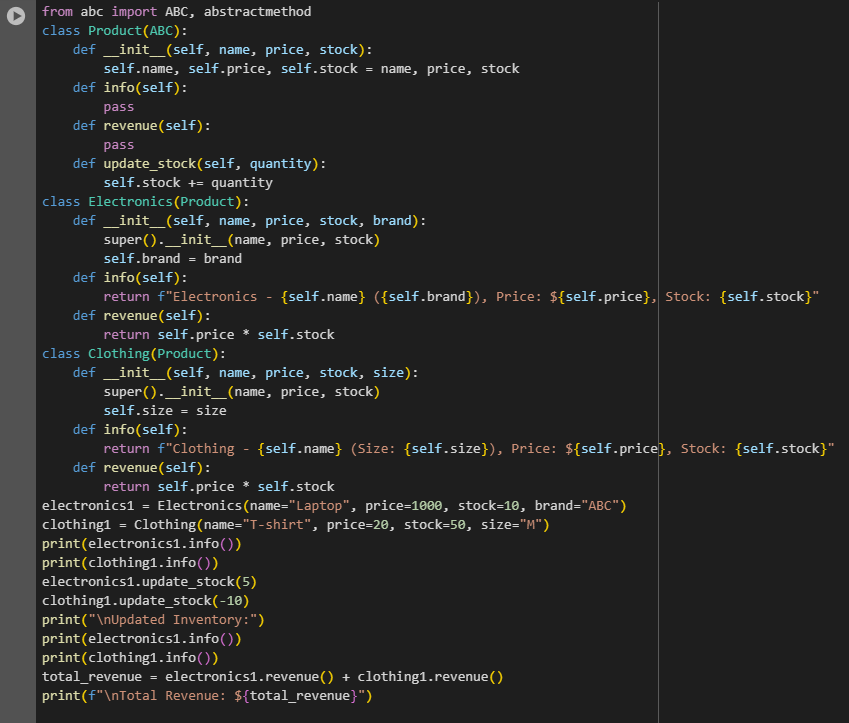 from abc import ABC, abstractmethod
class Product(ABC):
    def __init__(self, name, price, stock):
        self.name, self.price, self.stock = name, price, stock
    def info(self):
        pass
    def revenue(self):
        pass
    def update_stock(self, quantity):
        self.stock += quantity
class Electronics(Product):
    def __init__(self, name, price, stock, brand):
        super().__init__(name, price, stock)
        self.brand = brand
    def info(self):
        return f"Electronics - {self.name} ({self.brand}), Price: ${self.price}, Stock: {self.stock}"
    def revenue(self):
        return self.price * self.stock
class Clothing(Product):
    def __init__(self, name, price, stock, size):
        super().__init__(name, price, stock)
        self.size = size
    def info(self):
        return f"Clothing - {self.name} (Size: {self.size}), Price: ${self.price}, Stock: {self.stock}"
    def revenue(self):
        return self.price * self.stock
electronics1 = Electronics(name="Laptop", price=1000, stock=10, brand="ABC")
clothing1 = Clothing(name="T-shirt", price=20, stock=50, size="M")
print(electronics1.info())
print(clothing1.info())
electronics1.update_stock(5)
clothing1.update_stock(-10)
print("\nUpdated Inventory:")
print(electronics1.info())
print(clothing1.info())
total_revenue = electronics1.revenue() + clothing1.revenue()
print(f"\nTotal Revenue: ${total_revenue}")